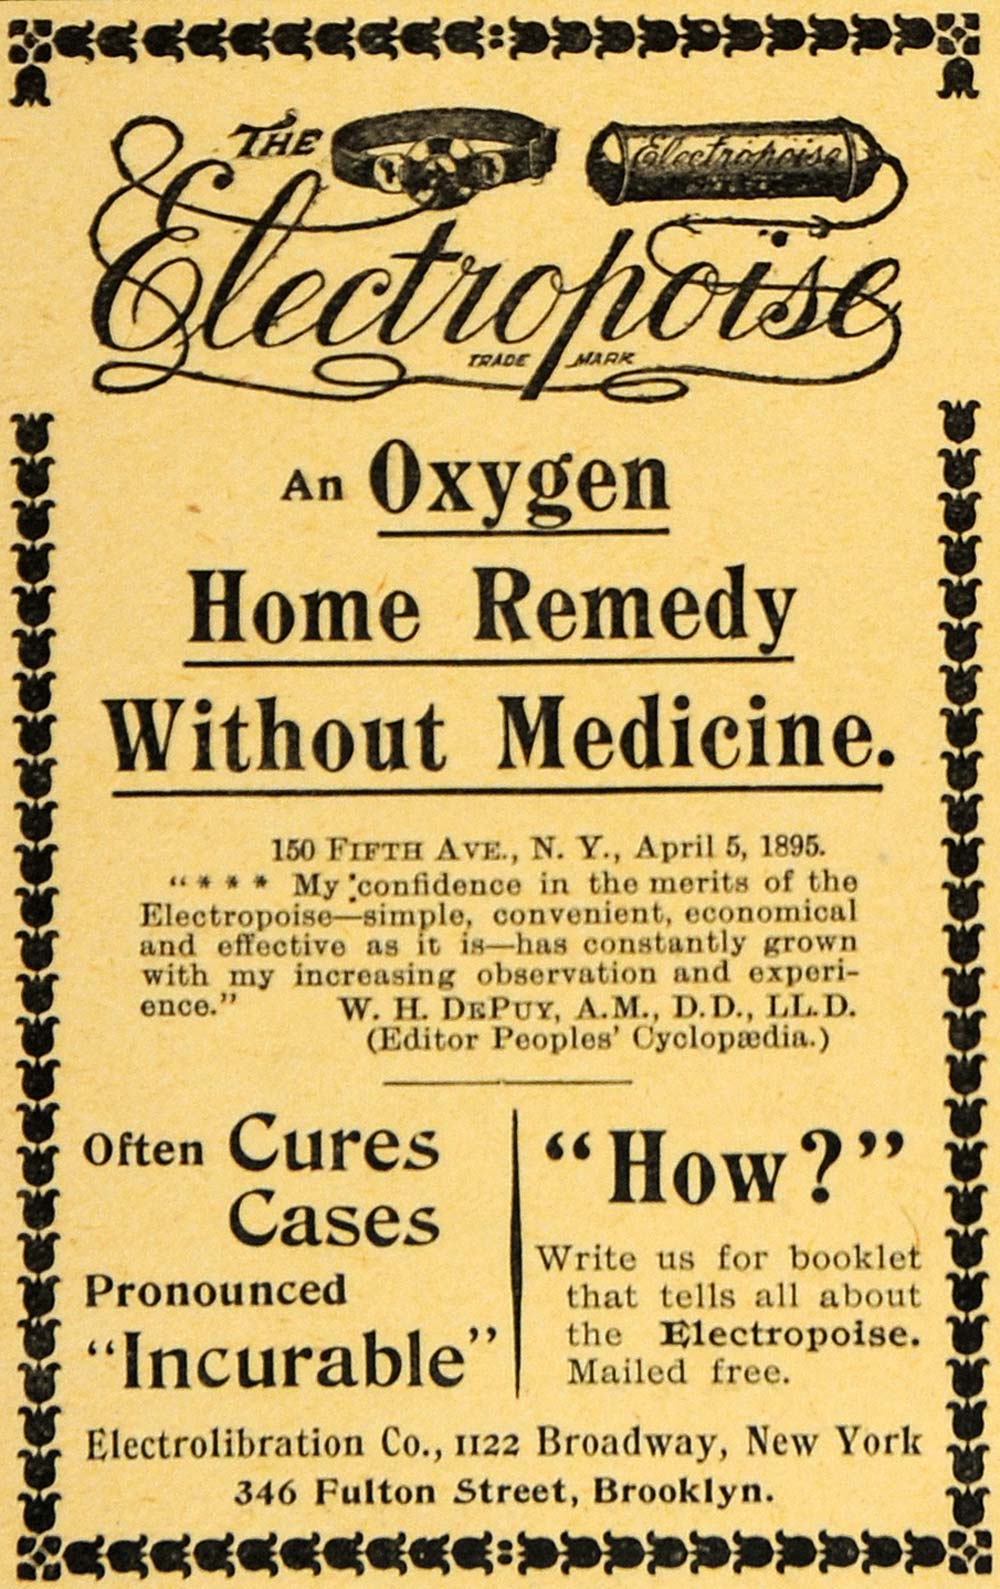 THE
Electropoise
Electropoïse
TRADE MARK
An Oxygen
Home Remedy
Without Medicine.
150 FIFTH AVE., N. Y., April 5, 1895.
"* * * My confidence in the merits of the
Electropoise—simple, convenient, economical
and effective as it is—has constantly grown
with my increasing observation and experi-
ence." W. H. DEPUY, A.M., D.D., LL.D.
(Editor Peoples' Cyclopædia.)
Often Cures
Cases
Pronounced
"Incurable"
"How?"
Write us for booklet
that tells all about
the Electropoise.
Mailed free.
Electrolibration Co., 1122 Broadway, New York
346 Fulton Street, Brooklyn.